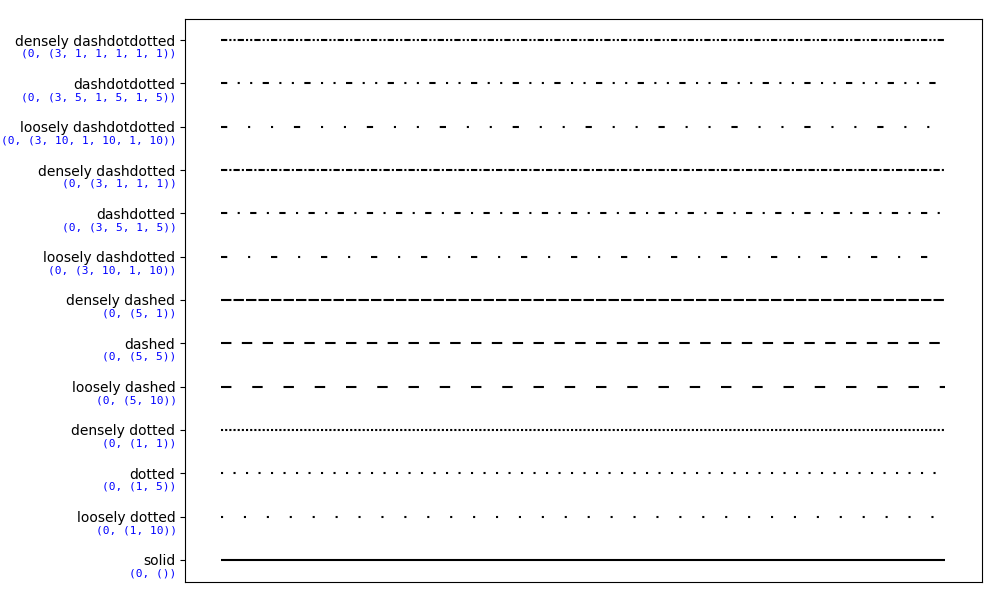 densely dashdotdotted
(0, (3, 1, 1, 1, 1, 1))
dashdotdotted
(0, (3, 5, 1, 5, 1, 5))
loosely dashdotdotted
(0, (3, 10, 1, 10, 1, 10))
densely dashdotted
(0, (3, 1, 1, 1))
dashdotted
(0, (3, 5, 1, 5))
loosely dashdotted
(0, (3, 10, 1, 10))
densely dashed
(0, (5, 1))
dashed
(0, (5, 5))
loosely dashed
(0, (5, 10))
densely dotted
(0, (1, 1))
dotted
(0, (1, 5))
loosely dotted
(0, (1, 10))
solid
(0, ())